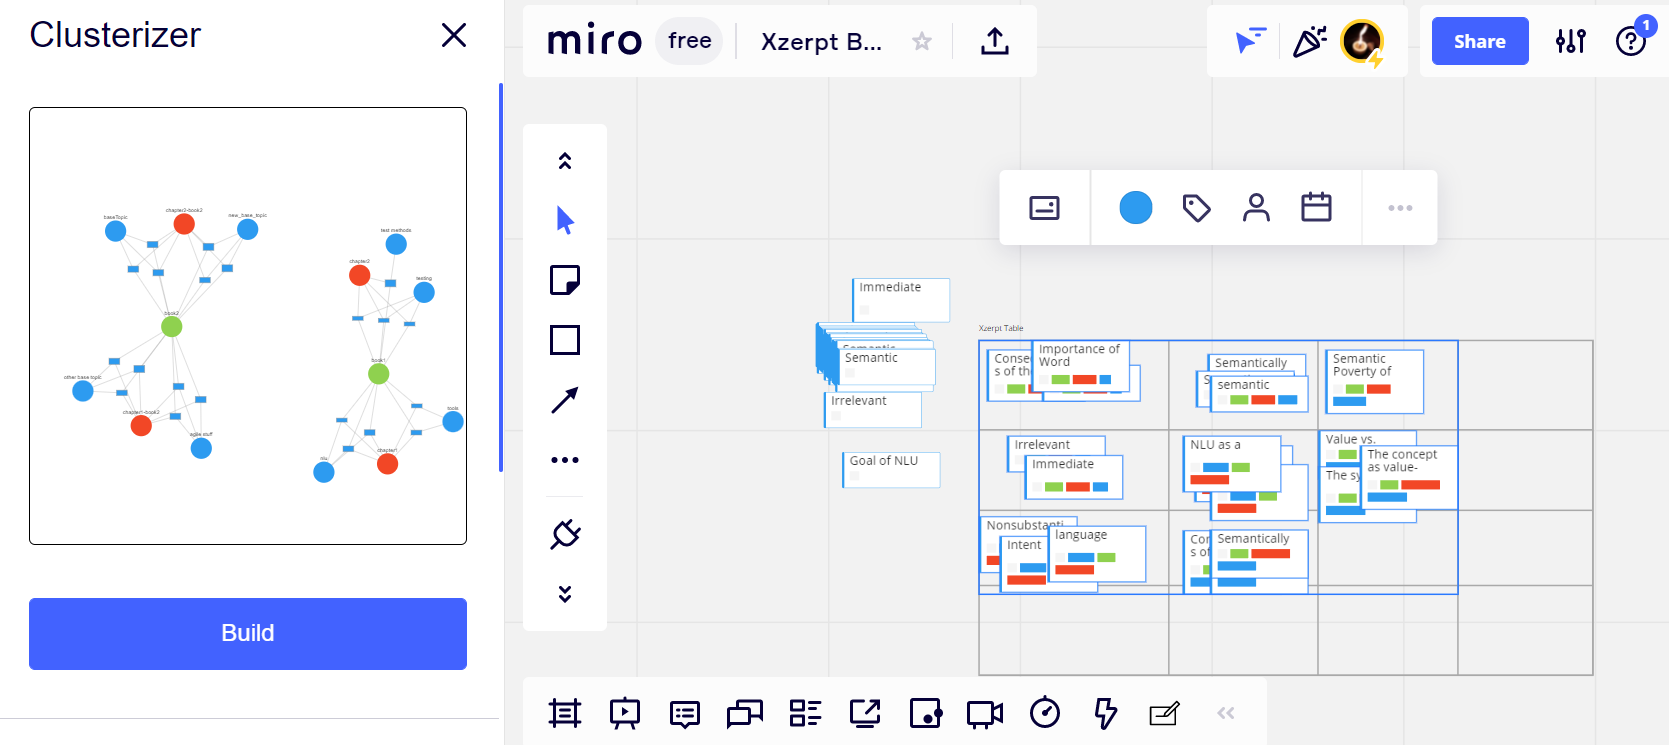 Clusterizer
baseTopic
chapter2-book2
new_base_topic
test methods
chapter2
testing
book2
book1
other base topic
chapter1-book2
agile stuff
tools
chapter1
nlu
Build
miro
free
Xzerpt B...
Share
1
Immediate
Semantic
Semantic
Irrelevant
Goal of NLU
Xzerpt Table
Conse
s of th
Importance of
Word
Semantically
S
semantic
Semantic
Poverty of
Irrelevant
Immediate
NLU as a
Value vs.
The sy
The concept
as value-
Nonsubstanti
Intent
language
Con
s of
Semantically